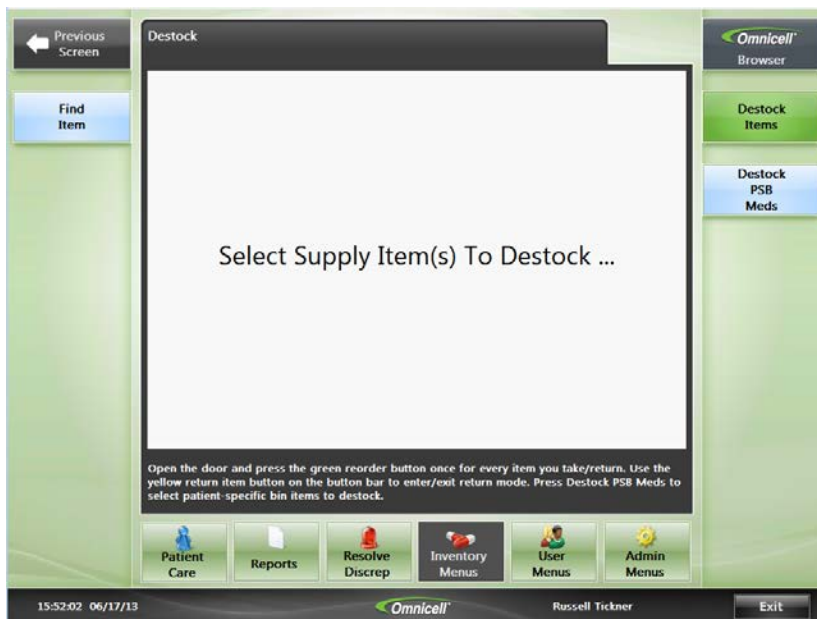 Previous
Screen
Destock
Omnicell
Browser
Find
Item
Destock
Items
Destock
PSB
Meds
Select Supply Item(s) To Destock ...
Open the door and press the green reorder button once for every item you take/return. Use the
yellow return item button on the button bar to enter/exit return mode. Press Destock PSB Meds to
select patient-specific bin items to destock.
Patient
Care
Reports
Resolve
Discrep
Inventory
Menus
User
Menus
Admin
Menus
15:52:02 06/17/13
Omnicell
Russell Tickner
Exit